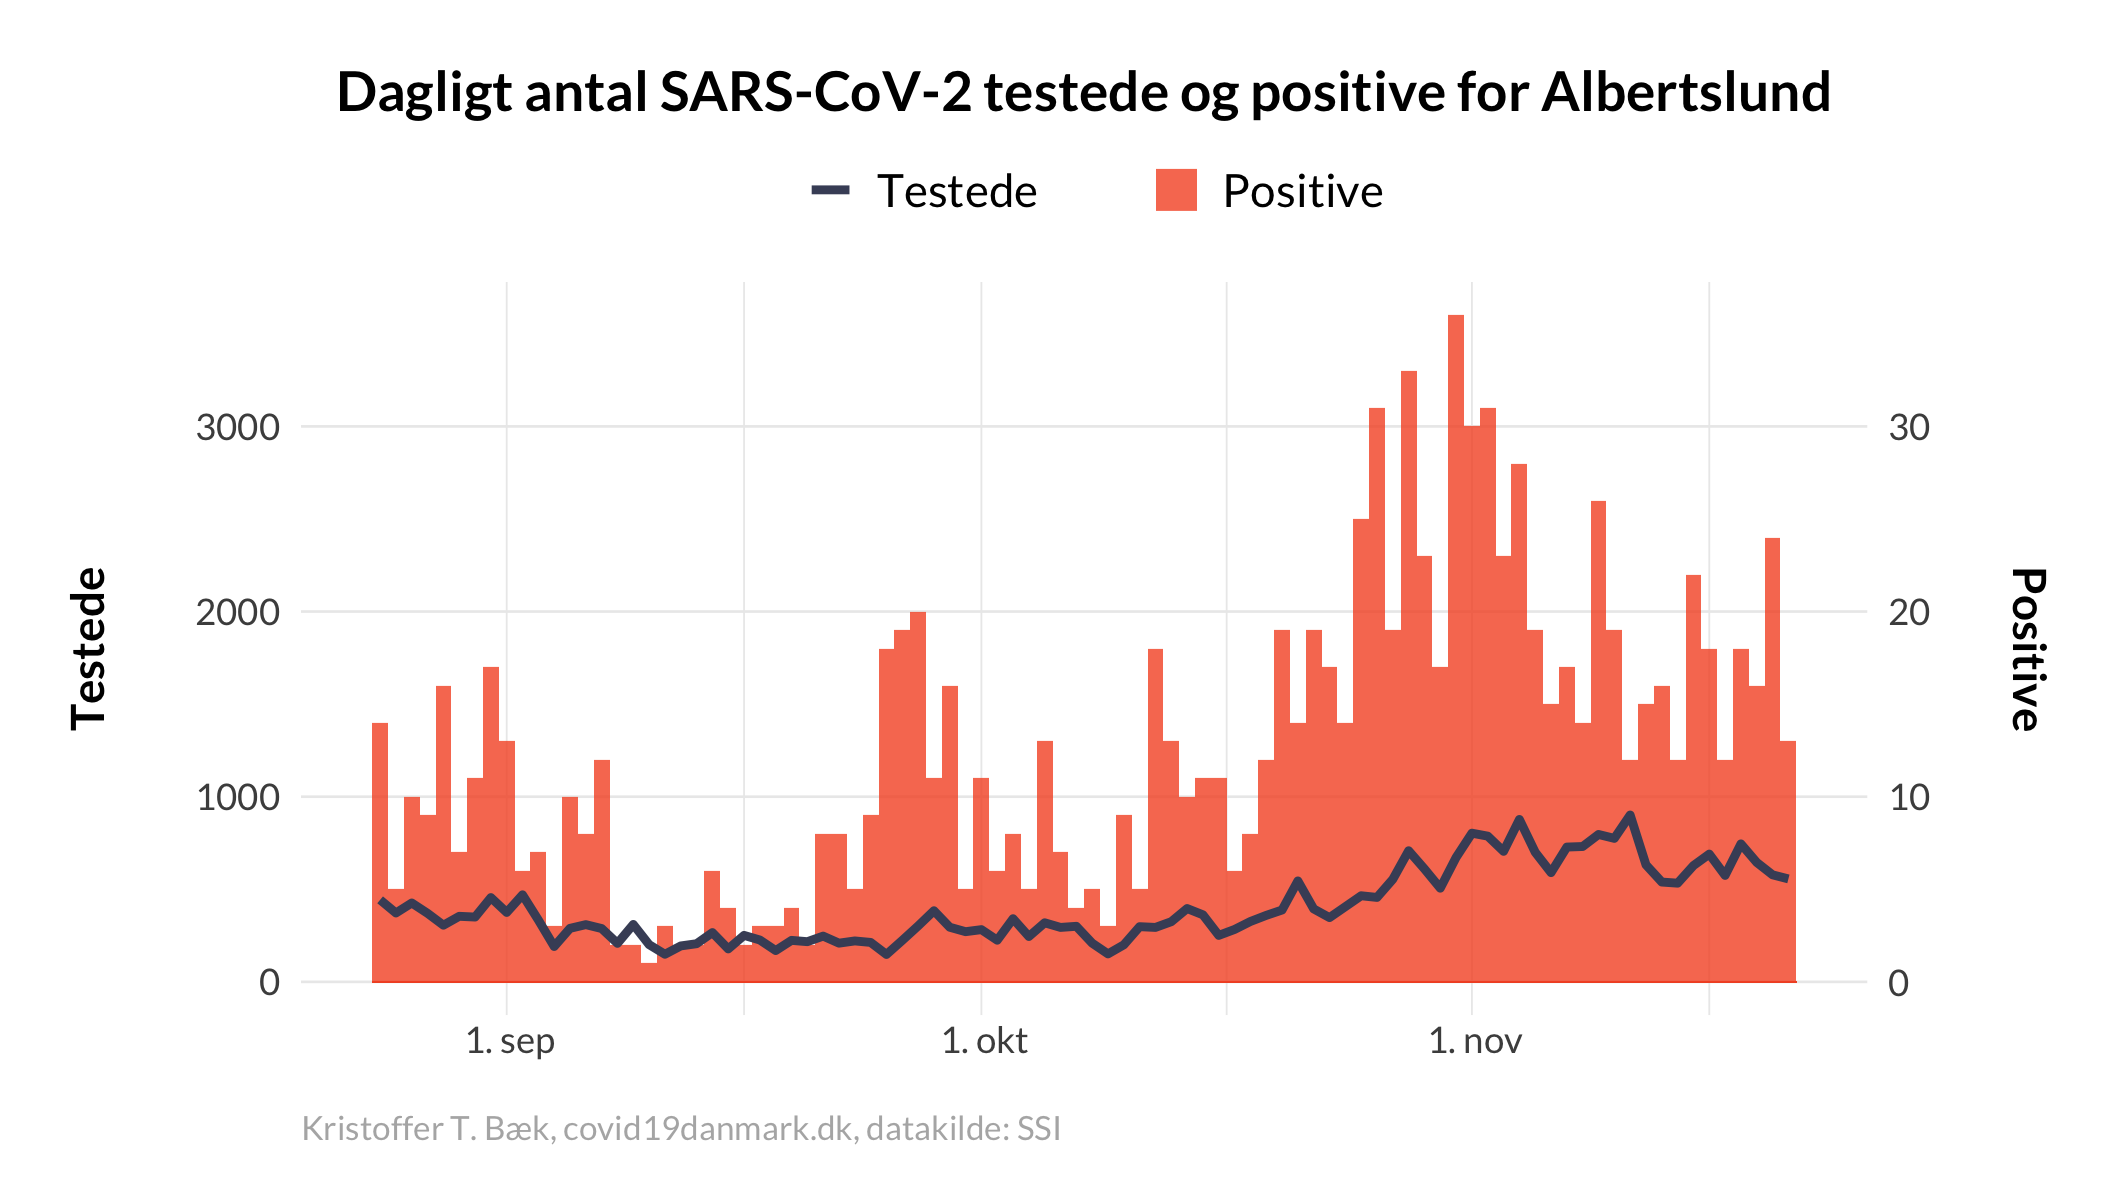 Dagligt antal SARS-CoV-2 testede og positive for Albertslund
Testede
Positive
Testede
3000
2000
1000
0
30
20
10
0
Positive
1. sep
1. okt
1. nov
Kristoffer T. Bæk, covid19danmark.dk, datakilde: SSI